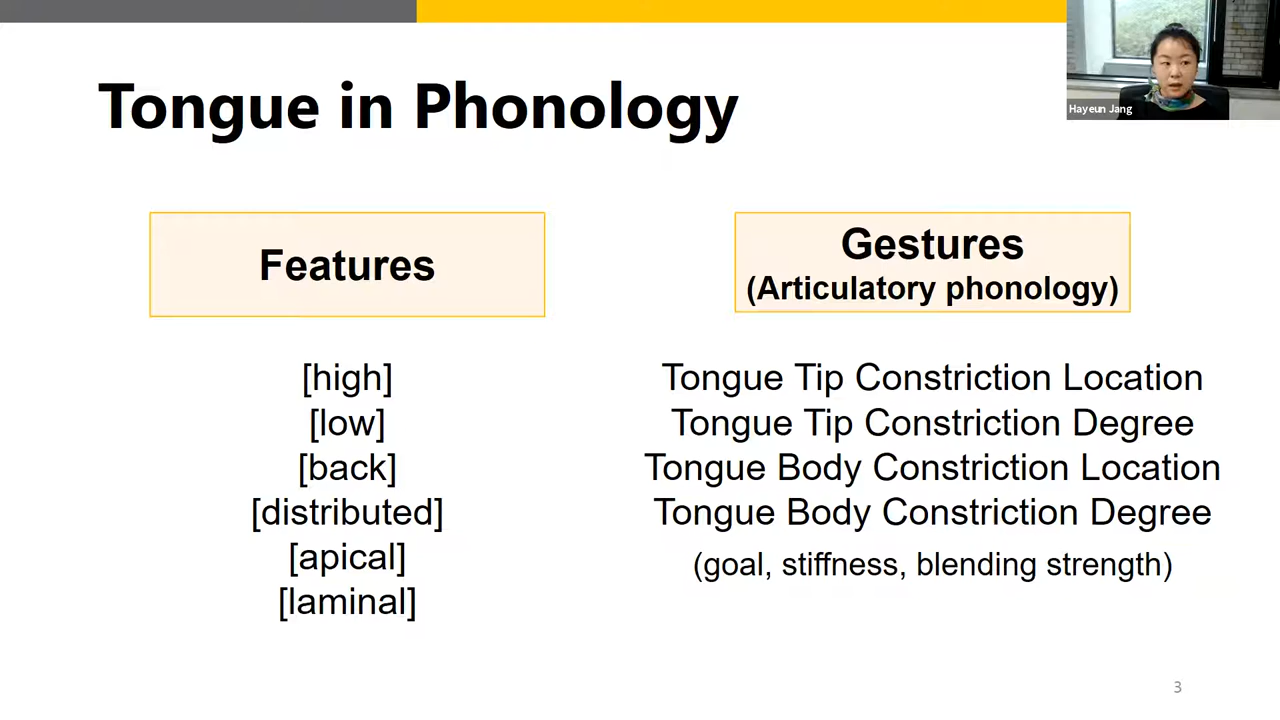 Tongue in Phonology
Hayeun Jang
Features
[high]
[low]
[back]
[distributed]
[apical]
[laminal]
Gestures
(Articulatory phonology)
Tongue Tip Constriction Location
Tongue Tip Constriction Degree
Tongue Body Constriction Location
Tongue Body Constriction Degree
(goal, stiffness, blending strength)
3